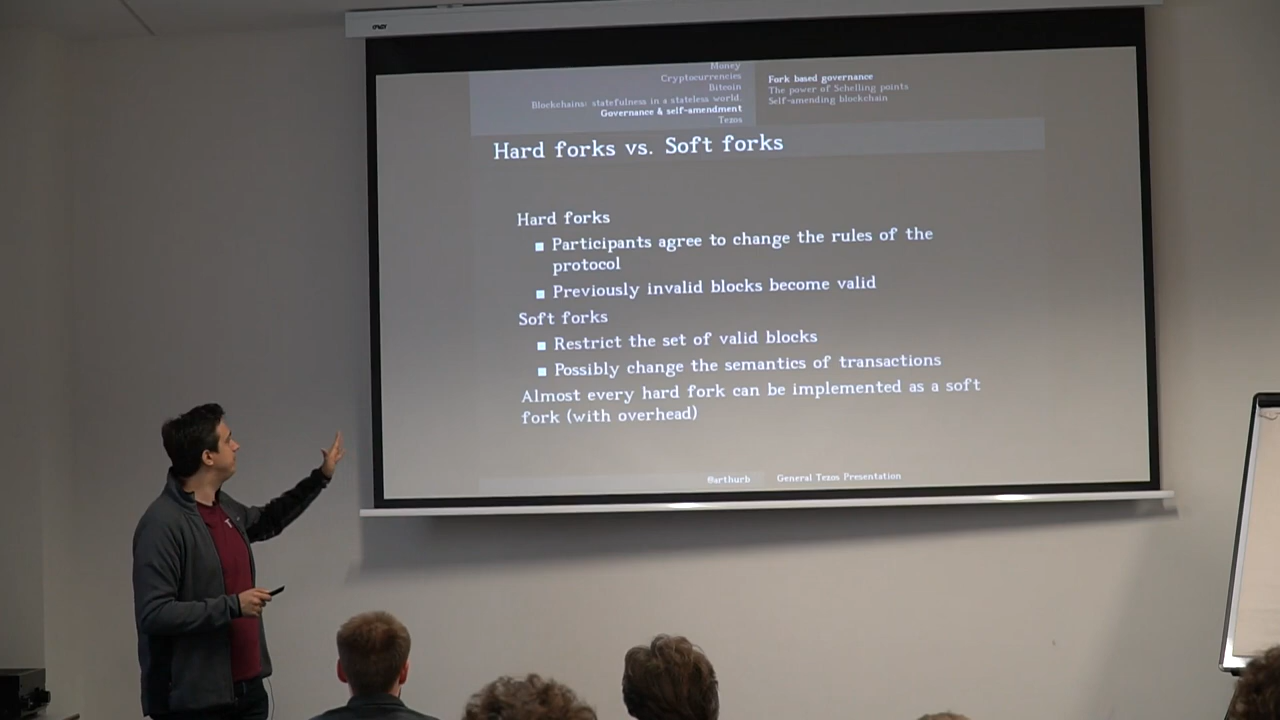 Money
Cryptocurrencies
Bitcoin
Blockchains: statefulness in a stateless world.
Governance & self-amendment
Tezos
Fork based governance
The power of Schelling points
Self-amending blockchain
Hard forks vs. Soft forks
Hard forks
Participants agree to change the rules of the
protocol
Previously invalid blocks become valid
Soft forks
Restrict the set of valid blocks
Possibly change the semantics of transactions
Almost every hard fork can be implemented as a soft
fork (with overhead)
@arthurb
General Tezos Presentation